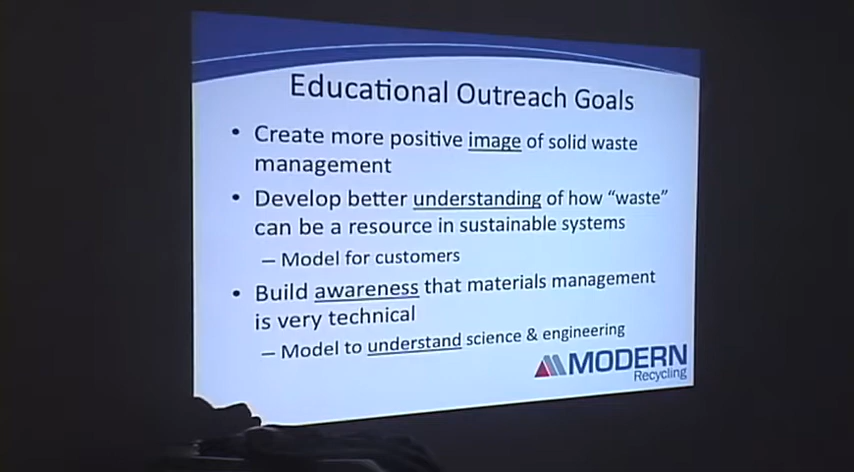 Educational Outreach Goals
• Create more positive image of solid waste
management
• Develop better understanding of how “waste”
can be a resource in sustainable systems
– Model for customers
• Build awareness that materials management
is very technical
– Model to understand science & engineering
MODERN
Recycling